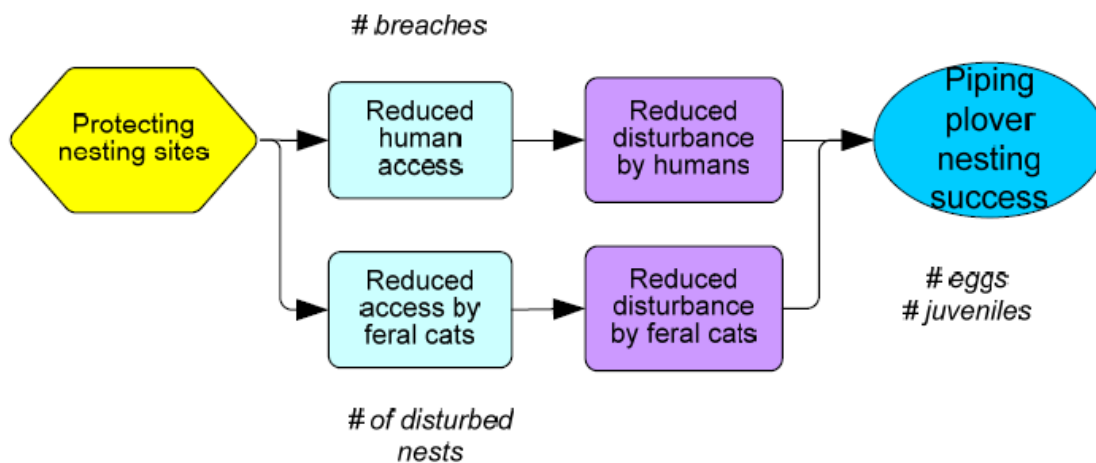 # breaches
Protecting
nesting sites
Reduced
human
access
Reduced
disturbance
by humans
Piping
plover
nesting
success
Reduced
access by
feral cats
Reduced
disturbance
by feral cats
# eggs
# juveniles
# of disturbed
nests